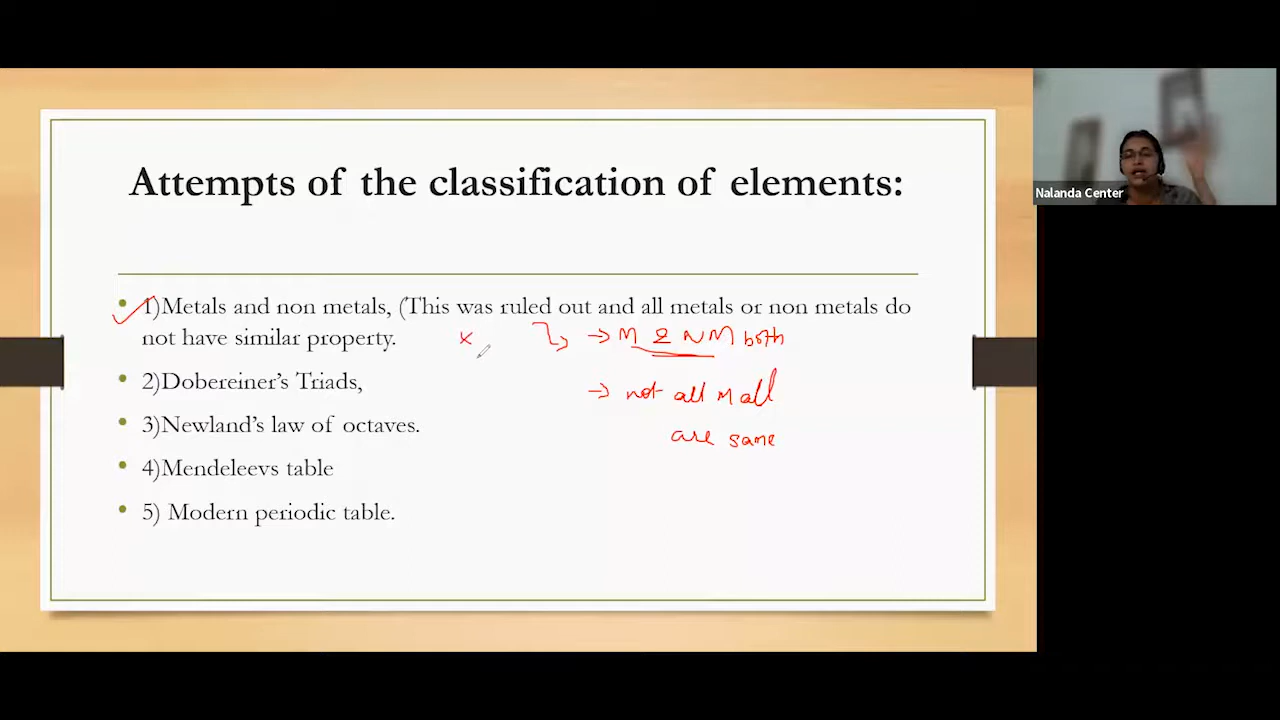 Attempts of the classification of elements:
1)Metals and non metals, (This was ruled out and all metals or non metals do
not have similar property.
x → M & NM both
2)Dobereiner's Triads,
→ not all M all
3)Newland's law of octaves.
are same
4)Mendeleevs table
5) Modern periodic table.
Nalanda Center